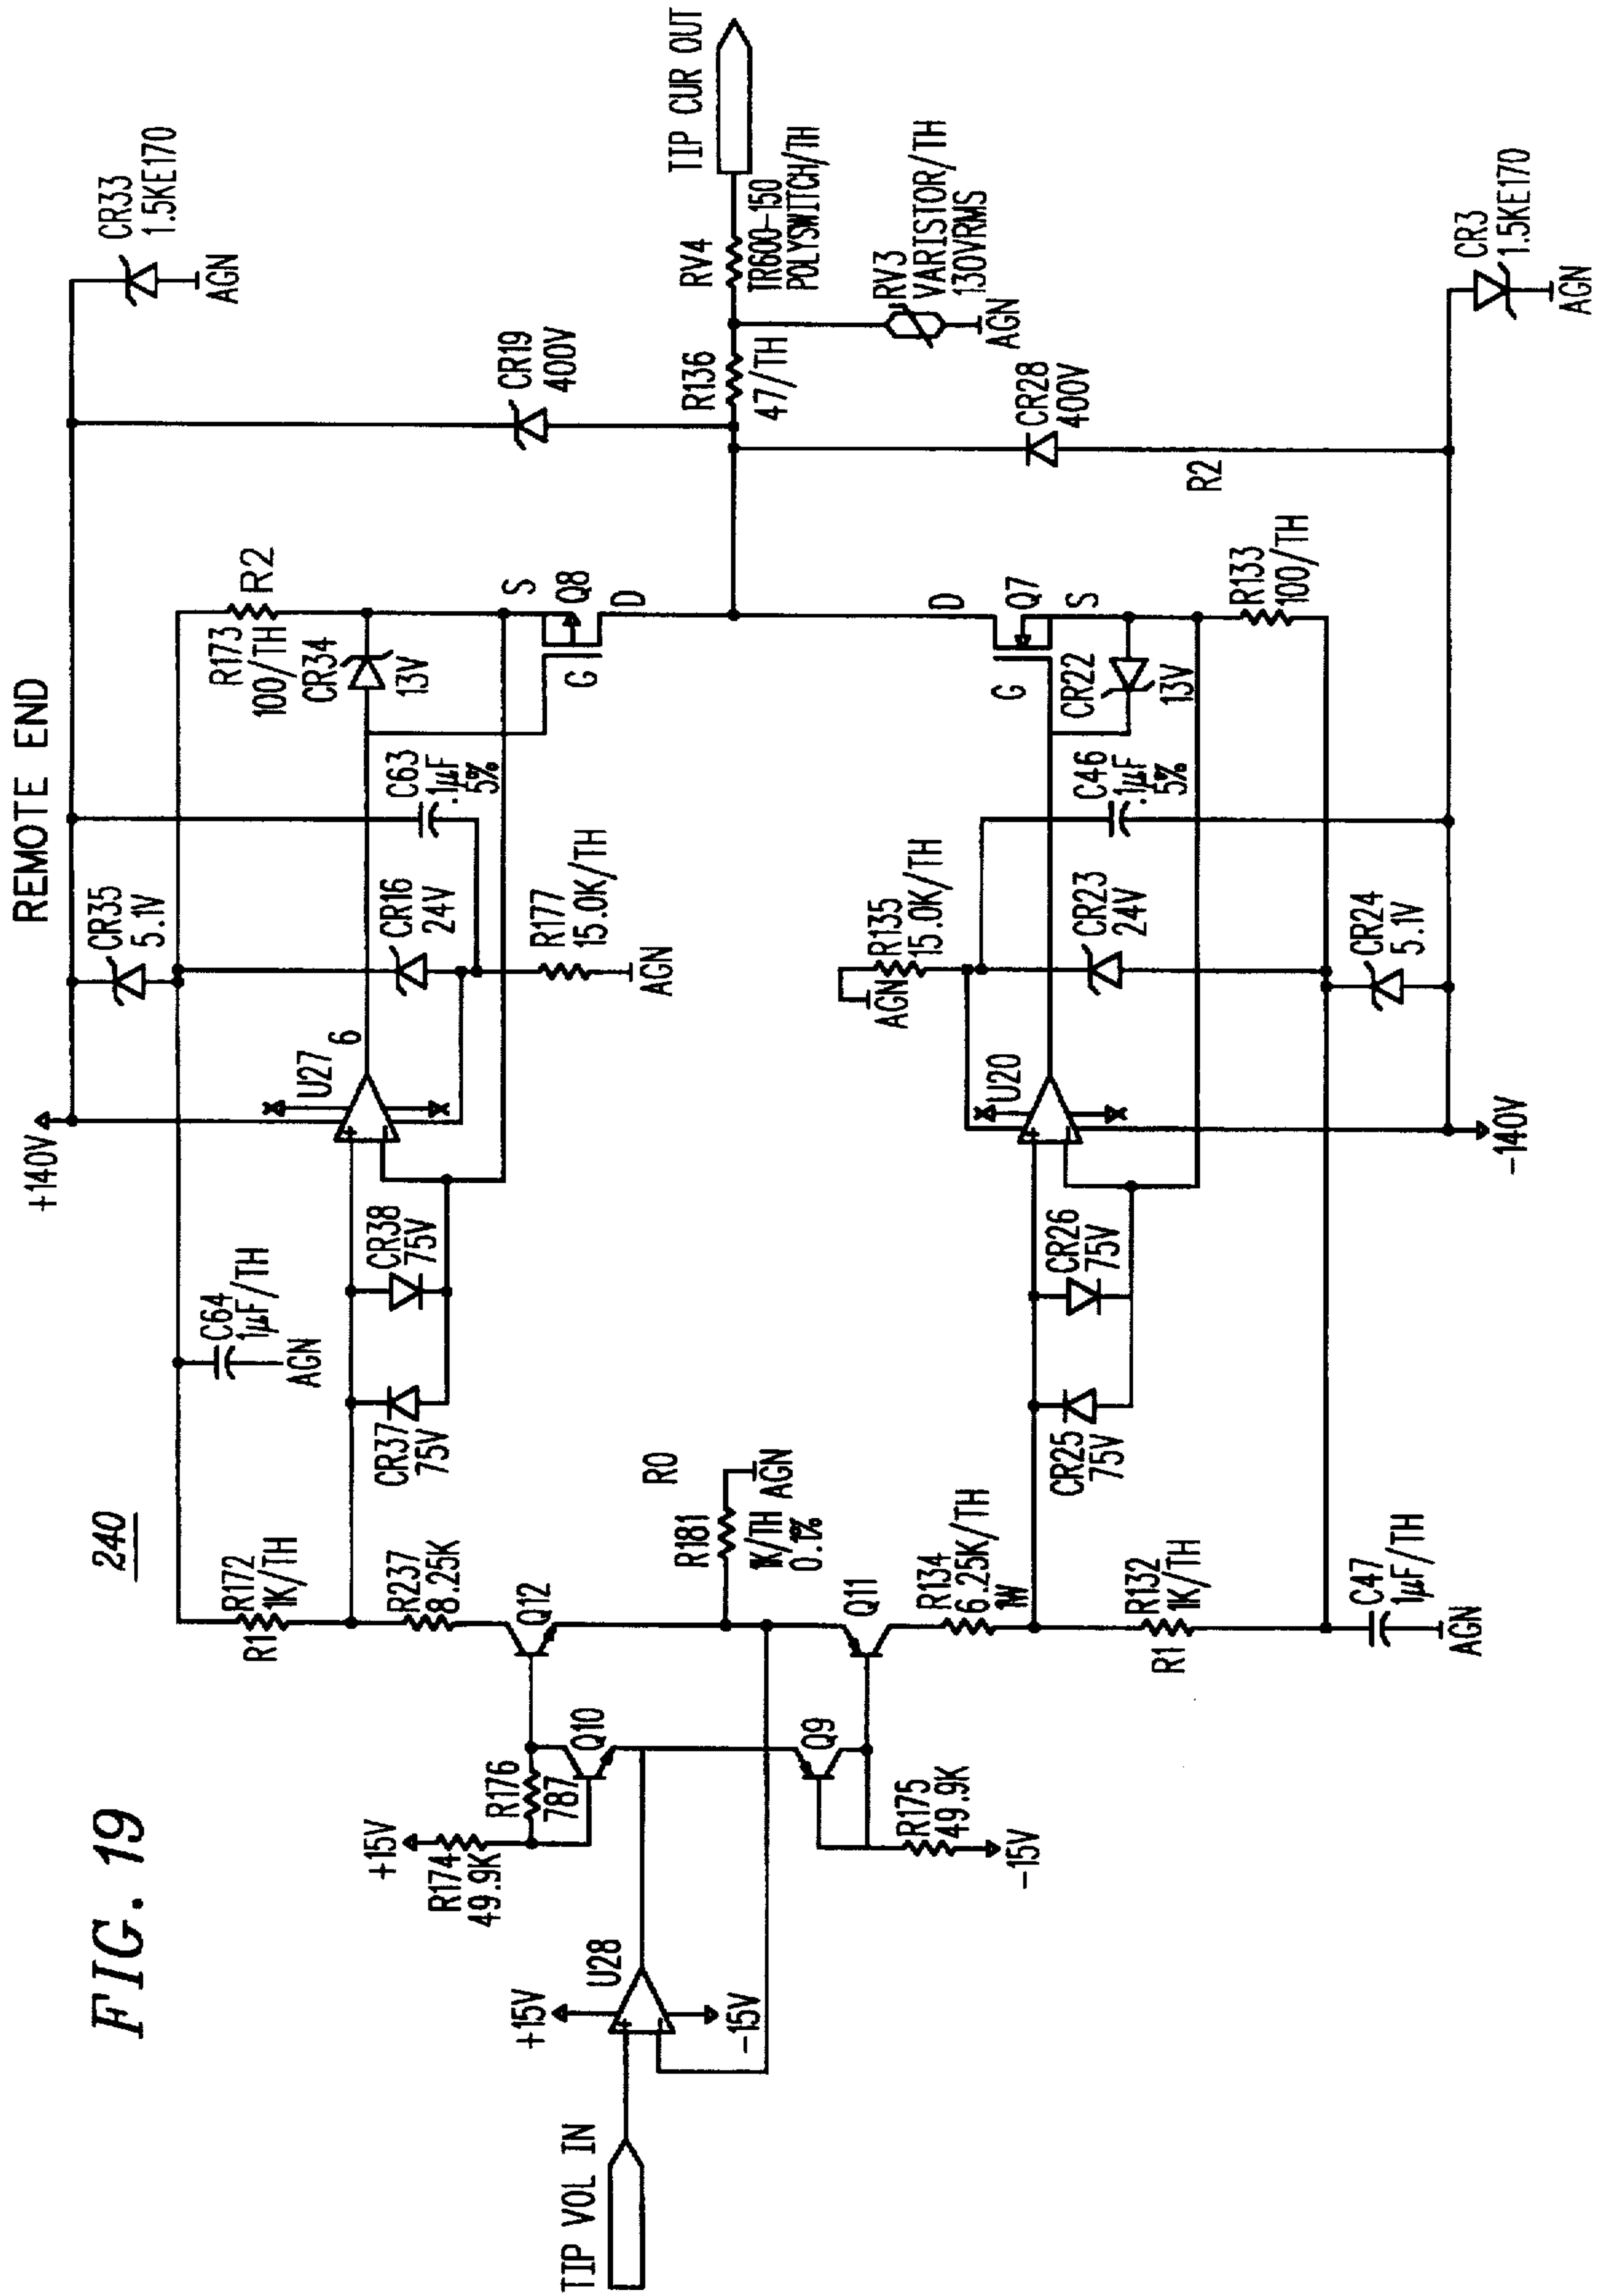 FIG. 19
240
REMOTE END
+140V
CR33
1.5KE170
AGN
CR35
5.1V
C64
1µF/TH
AGN
R172
1K/TH
R1
R173
100/TH
R2
CR34
13V
CR37
75V
CR38
75V
U27
6
+
CR16
24V
C63
.1µF
5%
R177
15.0K/TH
AGN
S
Q8
G
D
CR19
400V
R237
8.25K
Q12
R181
1K/TH
0.1%
R0
AGN
TIP VOL IN
+15V
U28
+
-15V
+15V
R174
49.9K
R176
787
Q10
Q9
R175
49.9K
-15V
Q11
R134
6.25K/TH
1W
R132
1K/TH
R1
C47
1µF/TH
AGN
CR25
75V
CR26
75V
U20
+
AGN
R135
15.0K/TH
C46
.1µF
5%
CR23
24V
CR24
5.1V
-140V
D
Q7
G
S
CR22
13V
R133
100/TH
R2
CR28
400V
R136
47/TH
RV4
TR600-150
POLYSWITCH/TH
RV3
VARISTOR/TH
130VRMS
AGN
TIP CUR OUT
CR3
1.5KE170
AGN